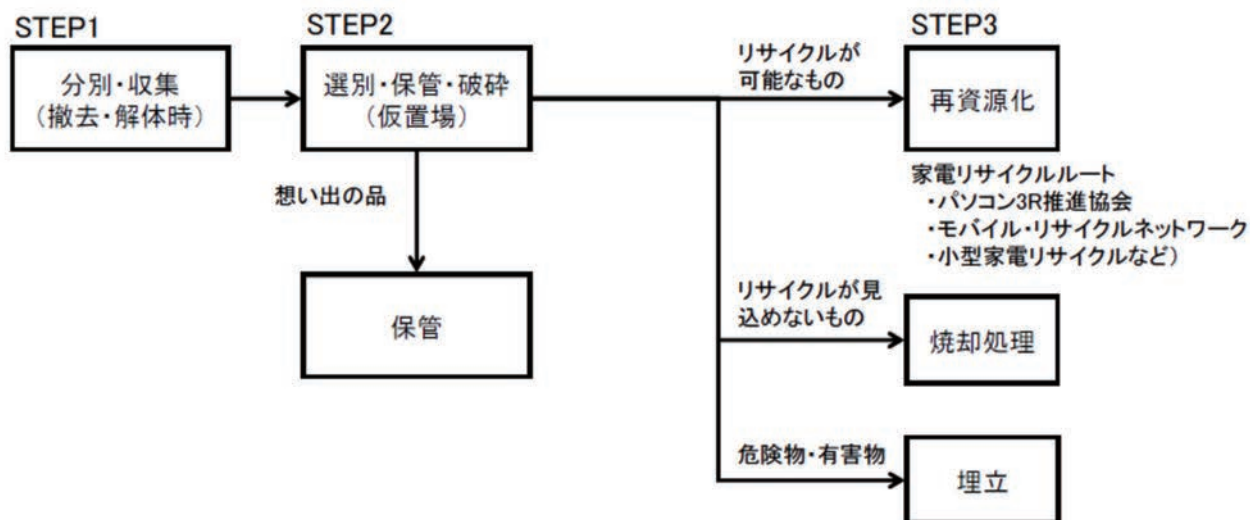 STEP1
分別・収集
（撤去・解体時）
STEP2
選別・保管・破砕
（仮置場）
想い出の品
保管
リサイクルが
可能なもの
STEP3
再資源化
家電リサイクルルート
・パソコン3R推進協会
・モバイル・リサイクルネットワーク
・小型家電リサイクルなど）
リサイクルが見
込めないもの
焼却処理
危険物・有害物
埋立